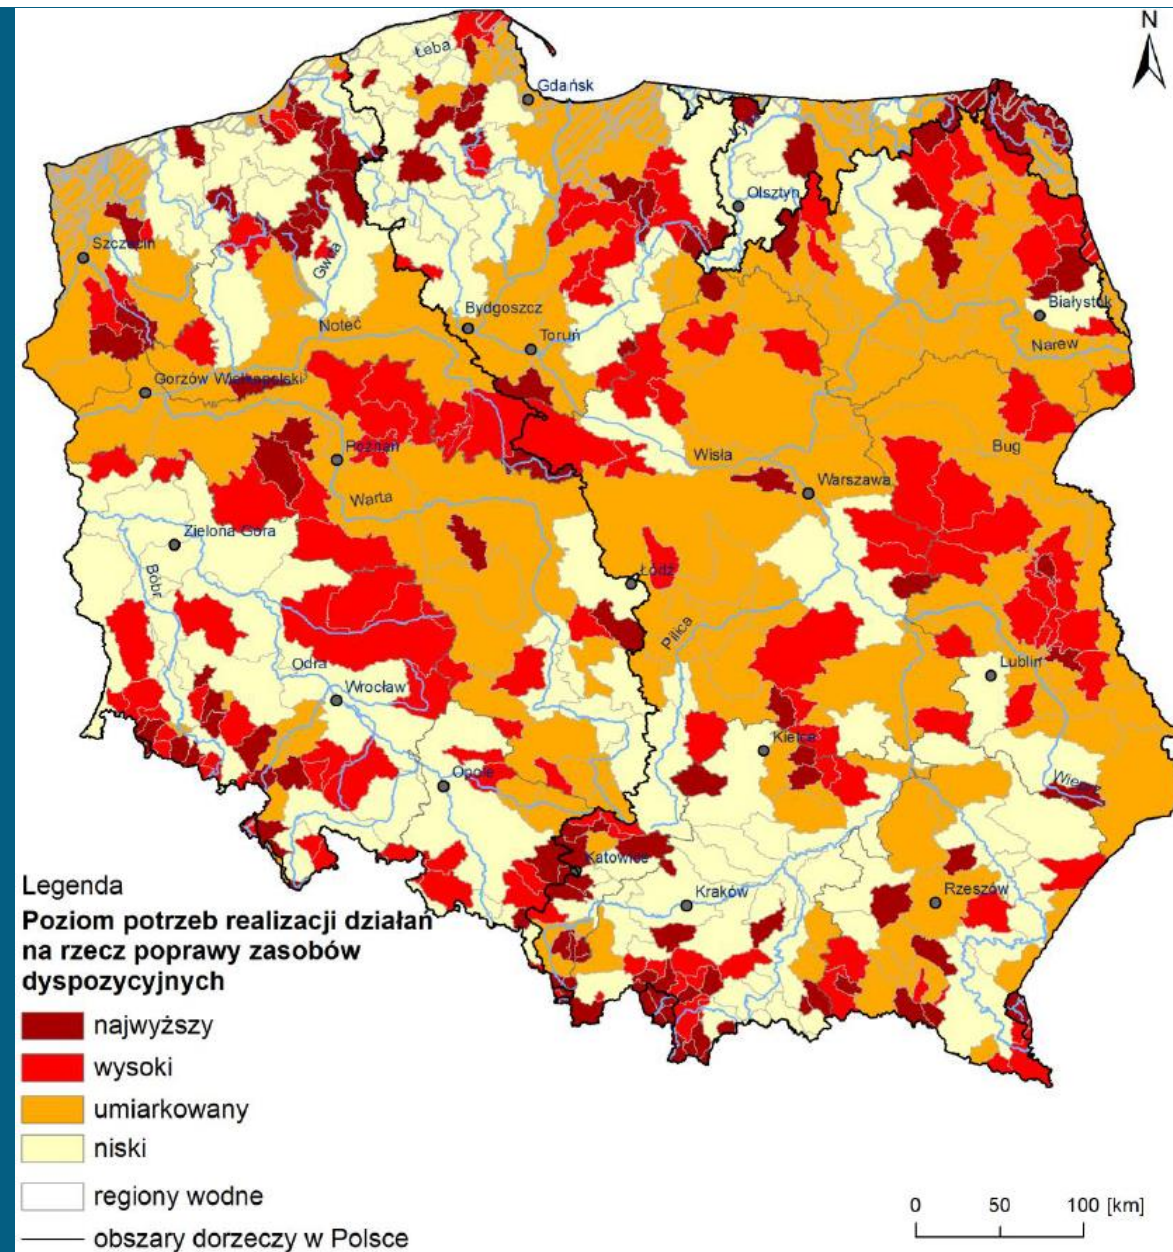 N
Łeba
Gdańsk
Olsztyn
Szczecin
Gwda
Białystok
Bydgoszcz
Noteć
Toruń
Narew
Gorzów Wielkopolski
Bug
Poznań
Wisła
Warszawa
Warta
Zielona Góra
Bóbr
Łódź
Pilica
Odra
Lublin
Wrocław
Kielce
Opole
Wieprz
Katowice
Kraków
Rzeszów
Legenda
Poziom potrzeb realizacji działań
na rzecz poprawy zasobów
dyspozycyjnych
najwyższy
wysoki
umiarkowany
niski
regiony wodne
obszary dorzeczy w Polsce
0 50 100 [km]